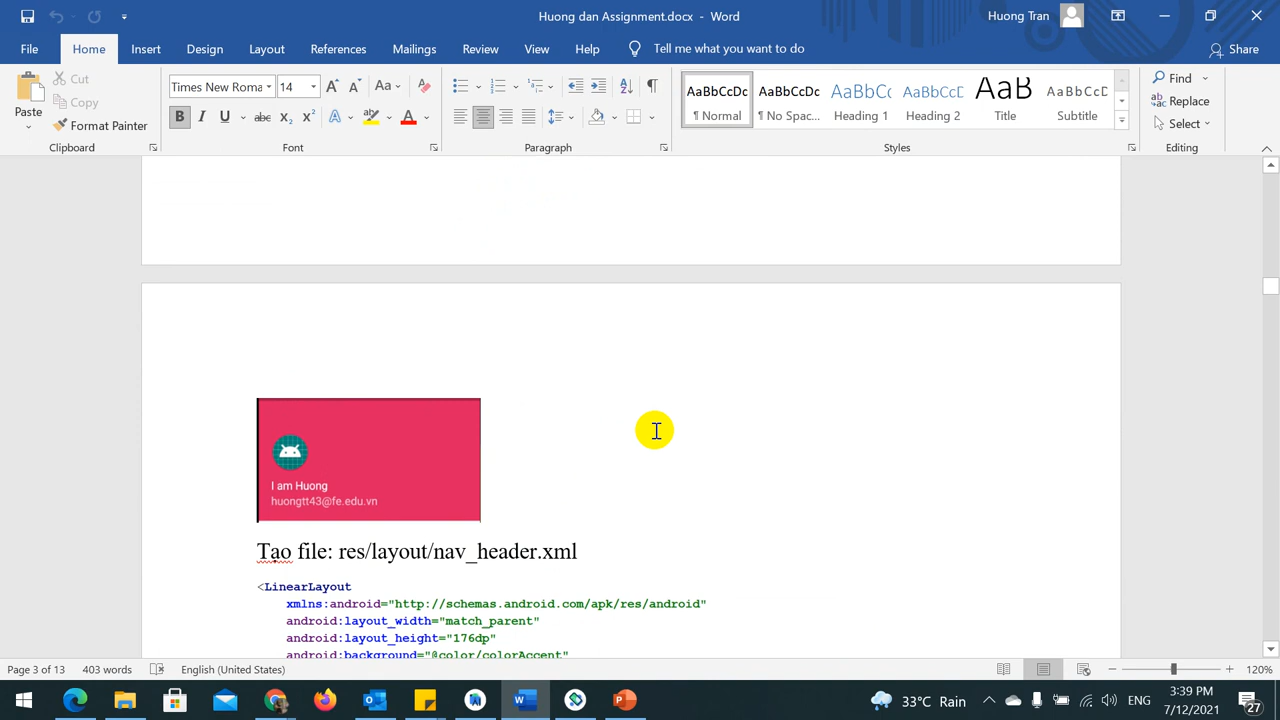 Huong dan Assignment.docx - Word
Huong Tran
File
Home
Insert
Design
Layout
References
Mailings
Review
View
Help
Tell me what you want to do
Share
Paste
Cut
Copy
Format Painter
Clipboard
Times New Roma
14
Font
Paragraph
AaBbCcDc
¶ Normal
AaBbCcDc
¶ No Spac...
AaBbCc
Heading 1
AaBbCcD
Heading 2
AaB
Title
AaBbCcD
Subtitle
Styles
Find
Replace
Select
Editing
I am Huong
huongtt43@fe.edu.vn
Tạo file: res/layout/nav_header.xml
<LinearLayout
xmlns:android="http://schemas.android.com/apk/res/android"
android:layout_width="match_parent"
android:layout_height="176dp"
android:background="@color/colorAccent"
Page 3 of 13
403 words
English (United States)
120%
33°C Rain
ENG
3:39 PM
7/12/2021
27